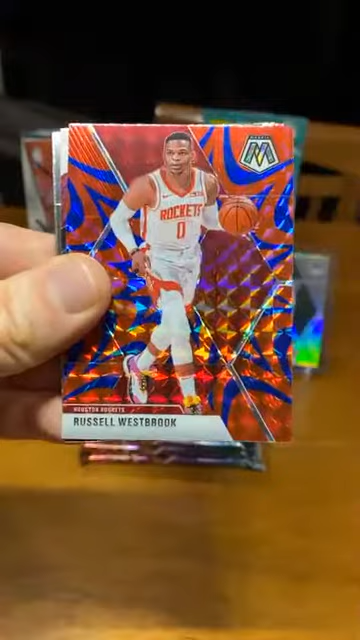 MOSAIC
ROCKETS
0
HOUSTON ROCKETS
RUSSELL WESTBROOK